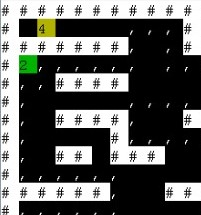 # # # # # # # # # # #
# 4 , , , #
# # # # # # # , , #
# 2 , , , , , , , , ,
# , , # # # # , , ,
# , , , ,
# , # # # # , , , #
# , # , , ,
# , # # # # # ,
# , , , , , ,
# # # # # # , # #
# , , , , , , ,